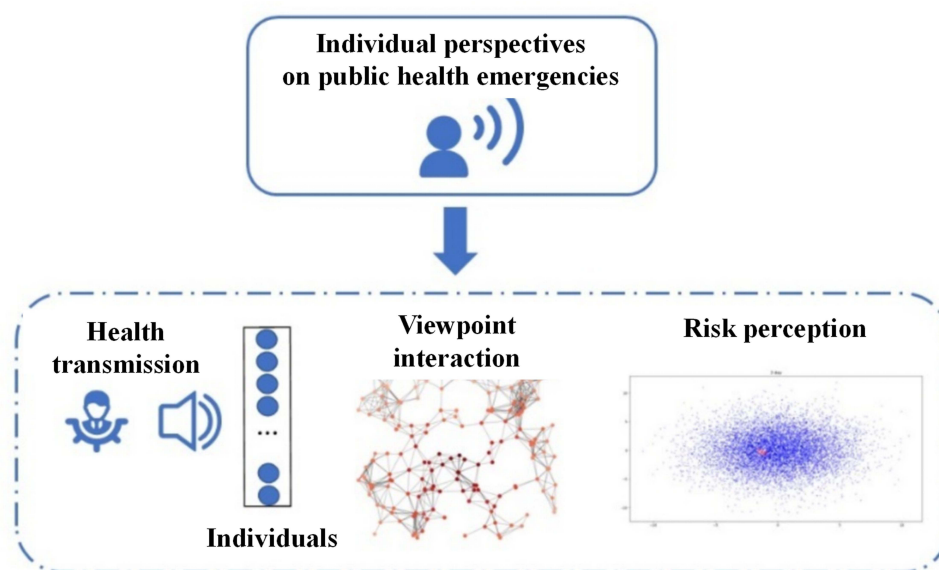 Individual perspectives
on public health emergencies
Health
transmission
...
Individuals
Viewpoint
interaction
Risk perception